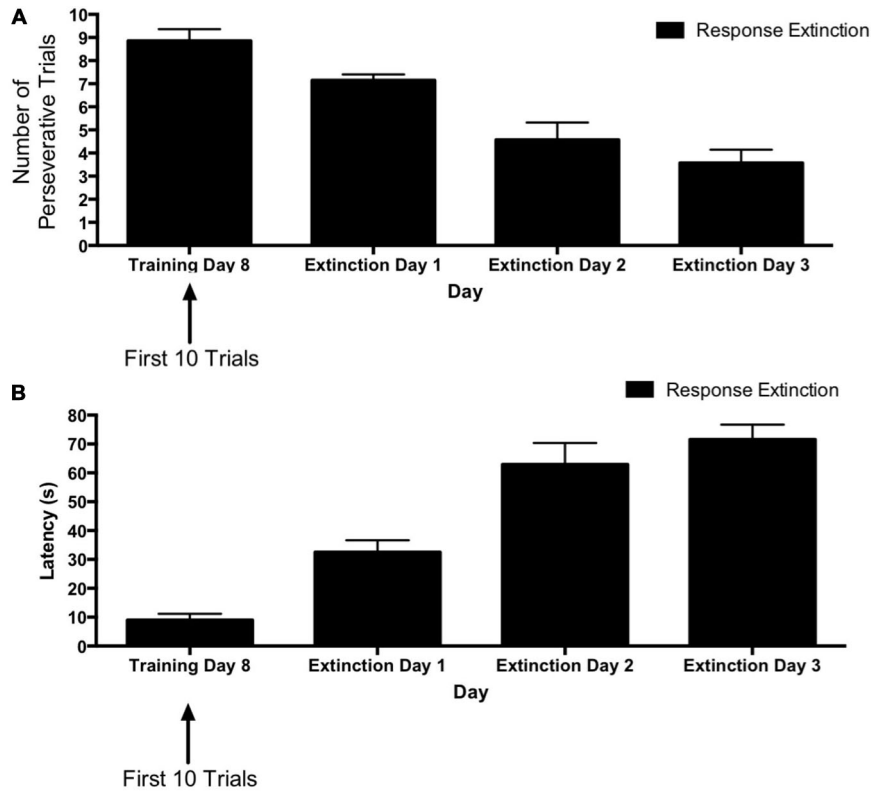 A
Response Extinction
Number of
Perseverative Trials
10
9
8
7
6
5
4
3
2
1
0
Training Day 8
Extinction Day 1
Extinction Day 2
Extinction Day 3
Day
First 10 Trials
B
Response Extinction
Latency (s)
80
70
60
50
40
30
20
10
0
Training Day 8
Extinction Day 1
Extinction Day 2
Extinction Day 3
Day
First 10 Trials